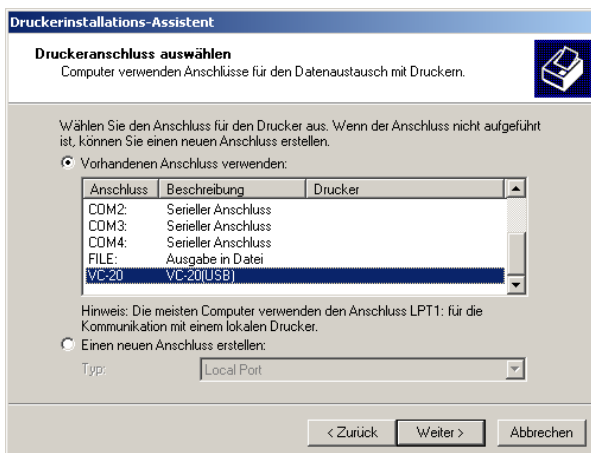 Druckerinstallations-Assistent
Druckeranschluss auswählen
Computer verwenden Anschlüsse für den Datenaustausch mit Druckern.
Wählen Sie den Anschluss für den Drucker aus. Wenn der Anschluss nicht aufgeführt
ist, können Sie einen neuen Anschluss erstellen.
Vorhandenen Anschluss verwenden:
Anschluss Beschreibung Drucker
COM2: Serieller Anschluss
COM3: Serieller Anschluss
COM4: Serieller Anschluss
FILE: Ausgabe in Datei
VC-20 VC-20(USB)
Hinweis: Die meisten Computer verwenden den Anschluss LPT1: für die
Kommunikation mit einem lokalen Drucker.
Einen neuen Anschluss erstellen:
Typ: Local Port
< Zurück Weiter > Abbrechen